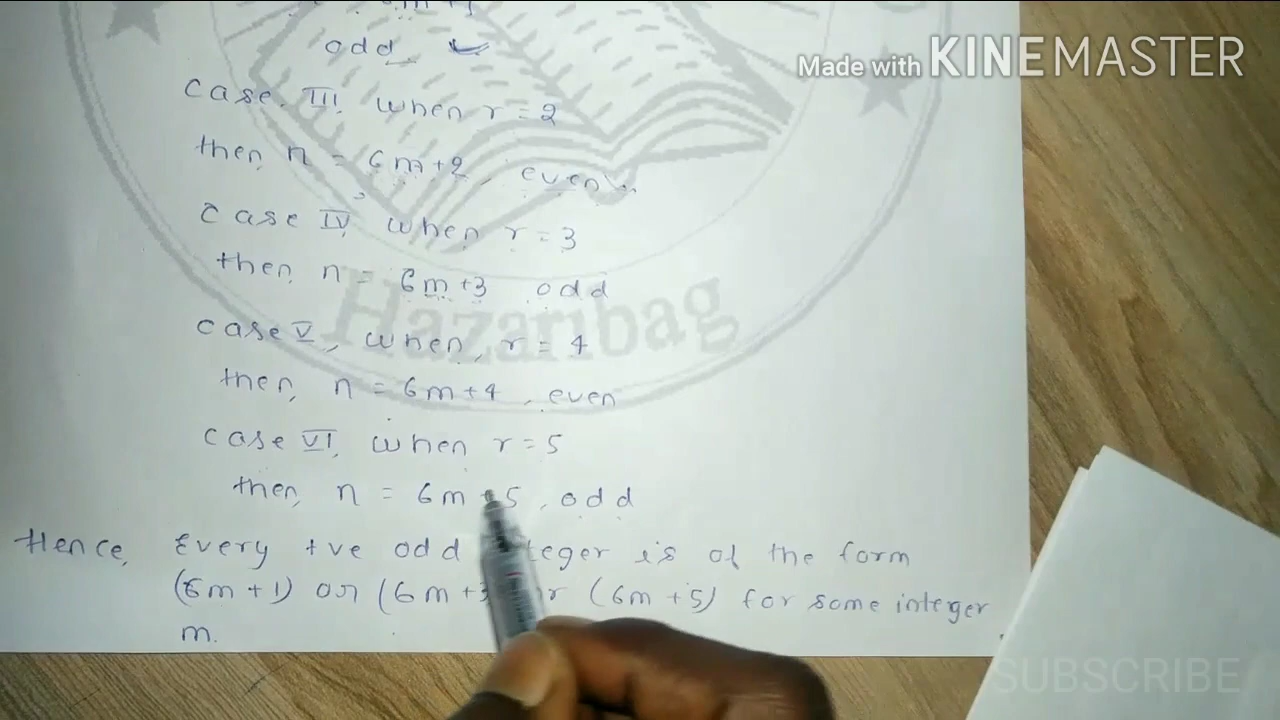 odd
Made with KINEMASTER
Case III, when r = 2
then, n = 6m+2, even
Case IV, when r = 3
then, n = 6m+3 odd
Hazaribag
case V, when, r = 4
then, n = 6m+4, even
case VI, when r = 5
then, n = 6m+5, odd
Hence, Every +ve odd integer is of the form
(6m+1) or (6m+3) or (6m+5) for some integer
m.
SUBSCRIBE